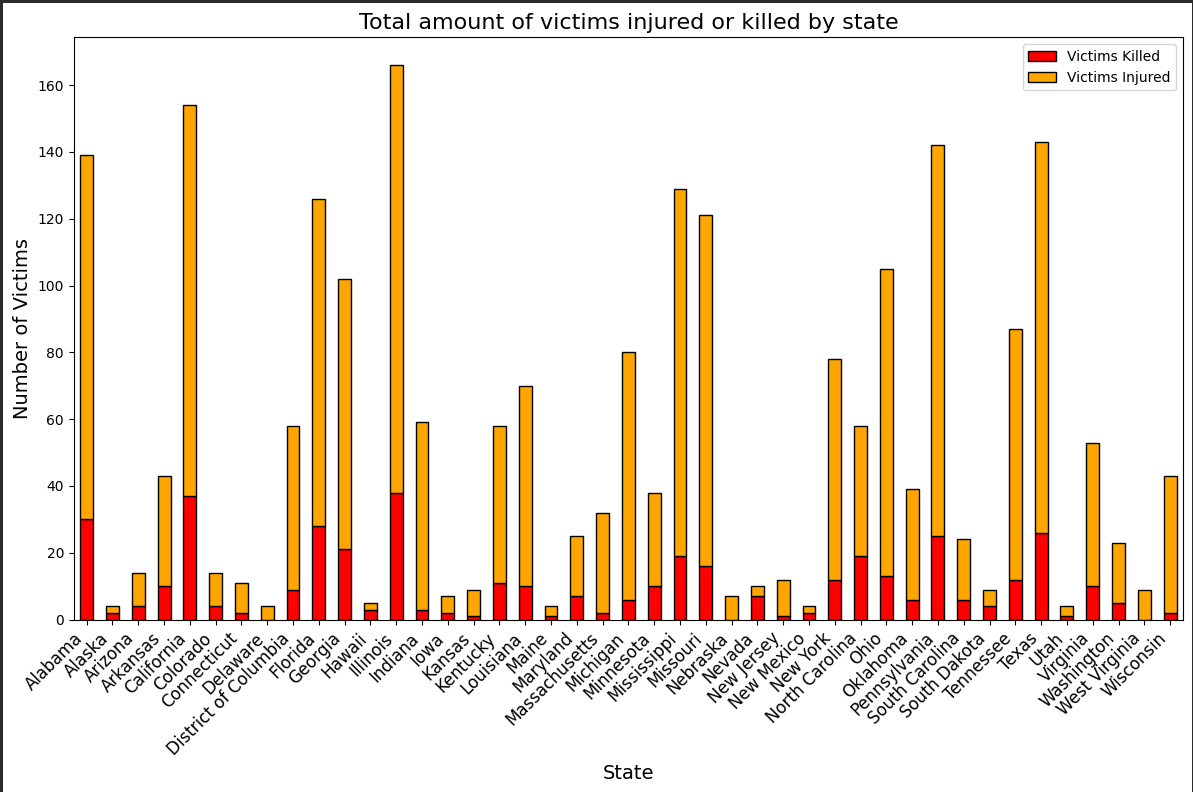 Total amount of victims injured or killed by state
Victims Killed
Victims Injured
160
140
120
100
80
60
40
20
0
Number of Victims
Alabama
Alaska
Arizona
Arkansas
California
Colorado
Connecticut
Delaware
District of Columbia
Florida
Georgia
Hawaii
Illinois
Indiana
Iowa
Kansas
Kentucky
Louisiana
Maine
Maryland
Massachusetts
Michigan
Minnesota
Mississippi
Missouri
Nebraska
Nevada
New Jersey
New Mexico
New York
North Carolina
Ohio
Oklahoma
Pennsylvania
South Carolina
South Dakota
Tennessee
Texas
Utah
Virginia
Washington
West Virginia
Wisconsin
State